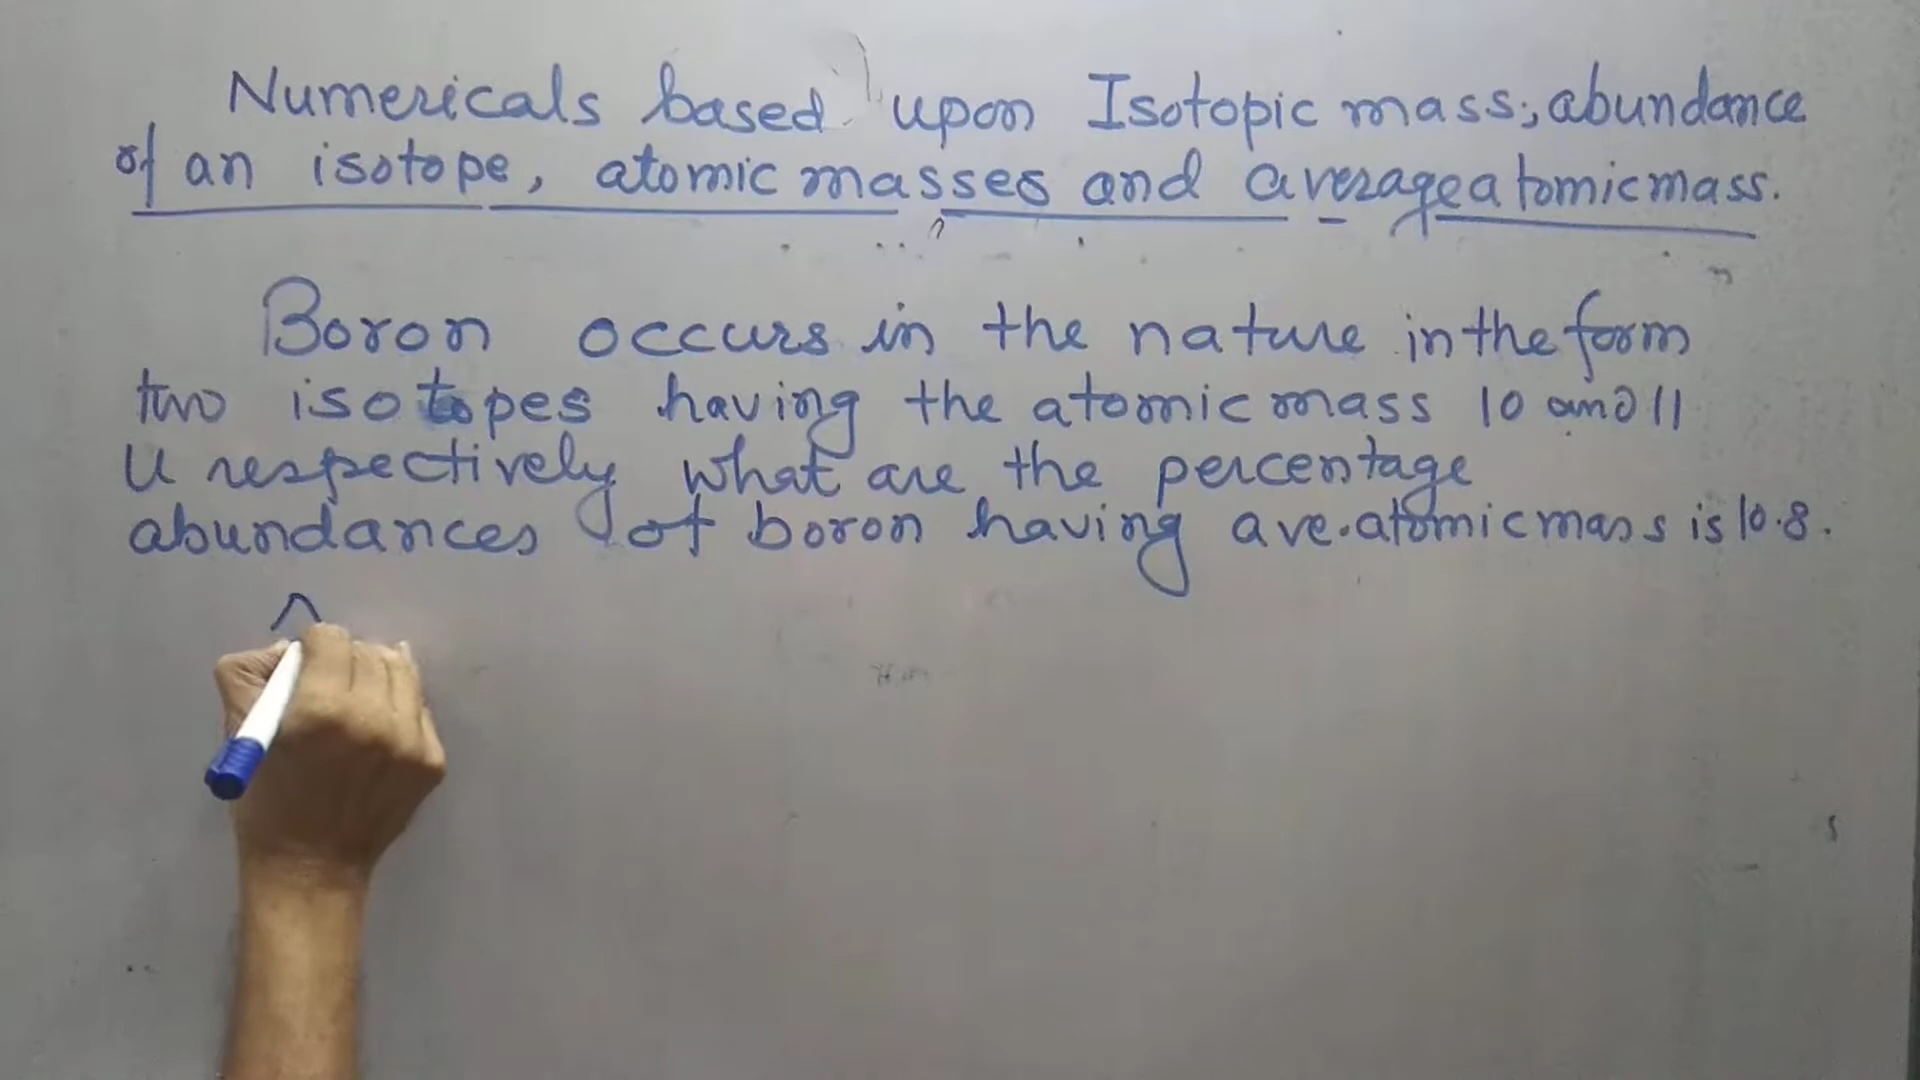 Numericals based upon Isotopic mass, abundance
of an isotope, atomic masses and average atomic mass.
Boron occurs in the nature in the form
two isotopes having the atomic mass 10 and 11
U respectively what are the percentage
abundances of boron having ave. atomic mass is 10.8.